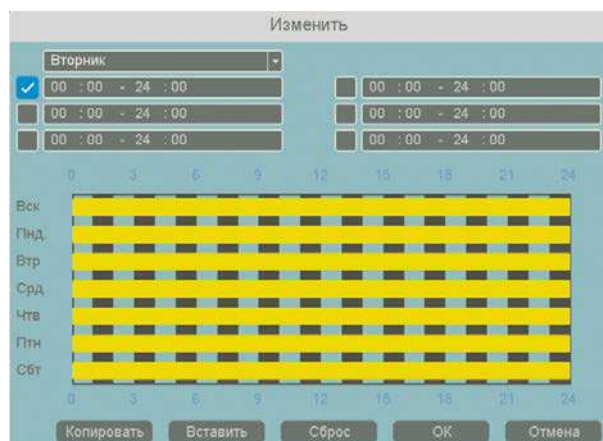 Изменить
Вторник
00 : 00 - 24 : 00 00 : 00 - 24 : 00
00 : 00 - 24 : 00 00 : 00 - 24 : 00
00 : 00 - 24 : 00 00 : 00 - 24 : 00
0 3 6 9 12 15 18 21 24
Вск
Пнд.
Втр
Срд
Чтв
Птн
Сбт
0 3 6 9 12 15 18 21 24
Копировать Вставить Сброс ОК Отмена